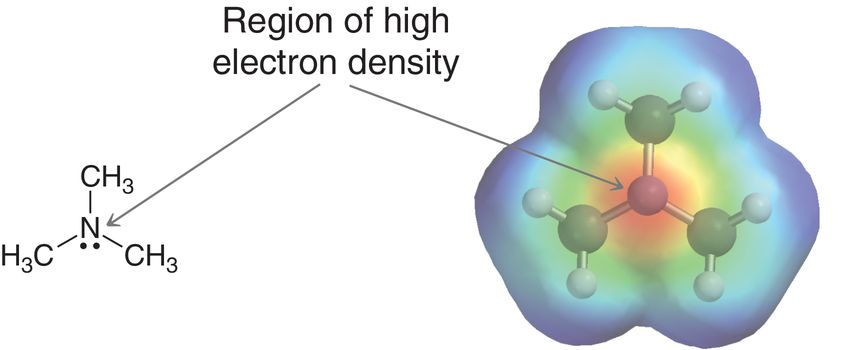 Region of high
electron density
CH3
N
H3C
CH3